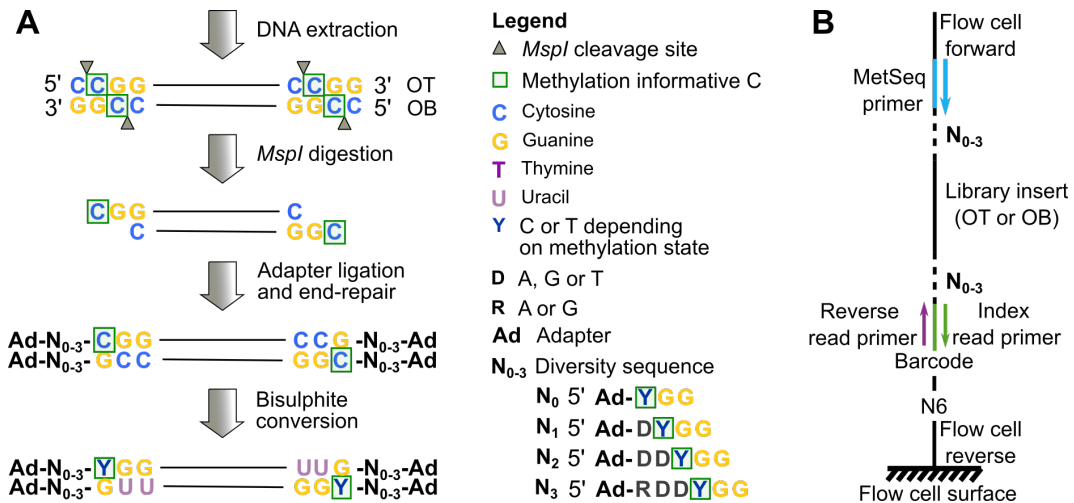 A
DNA extraction
5' CCGG CCGG 3' OT
3' GGCC GGCC 5' OB
MspI digestion
CGG C
C GGC
Adapter ligation
and end-repair
Ad-N0-3-CGG CCG-N0-3-Ad
Ad-N0-3-GCC GGC-N0-3-Ad
Bisulphite
conversion
Ad-N0-3-YGG UUG-N0-3-Ad
Ad-N0-3-GUU GGY-N0-3-Ad
Legend
MspI cleavage site
Methylation informative C
C Cytosine
G Guanine
T Thymine
U Uracil
Y C or T depending
on methylation state
D A, G or T
R A or G
Ad Adapter
N0-3 Diversity sequence
N0 5' Ad-YGG
N1 5' Ad-DYGG
N2 5' Ad-DDYGG
N3 5' Ad-RDDYGG
B
Flow cell
forward
MetSeq
primer
N0-3
Library insert
(OT or OB)
N0-3
Reverse
read primer
Index
read primer
Barcode
N6
Flow cell
reverse
Flow cell surface